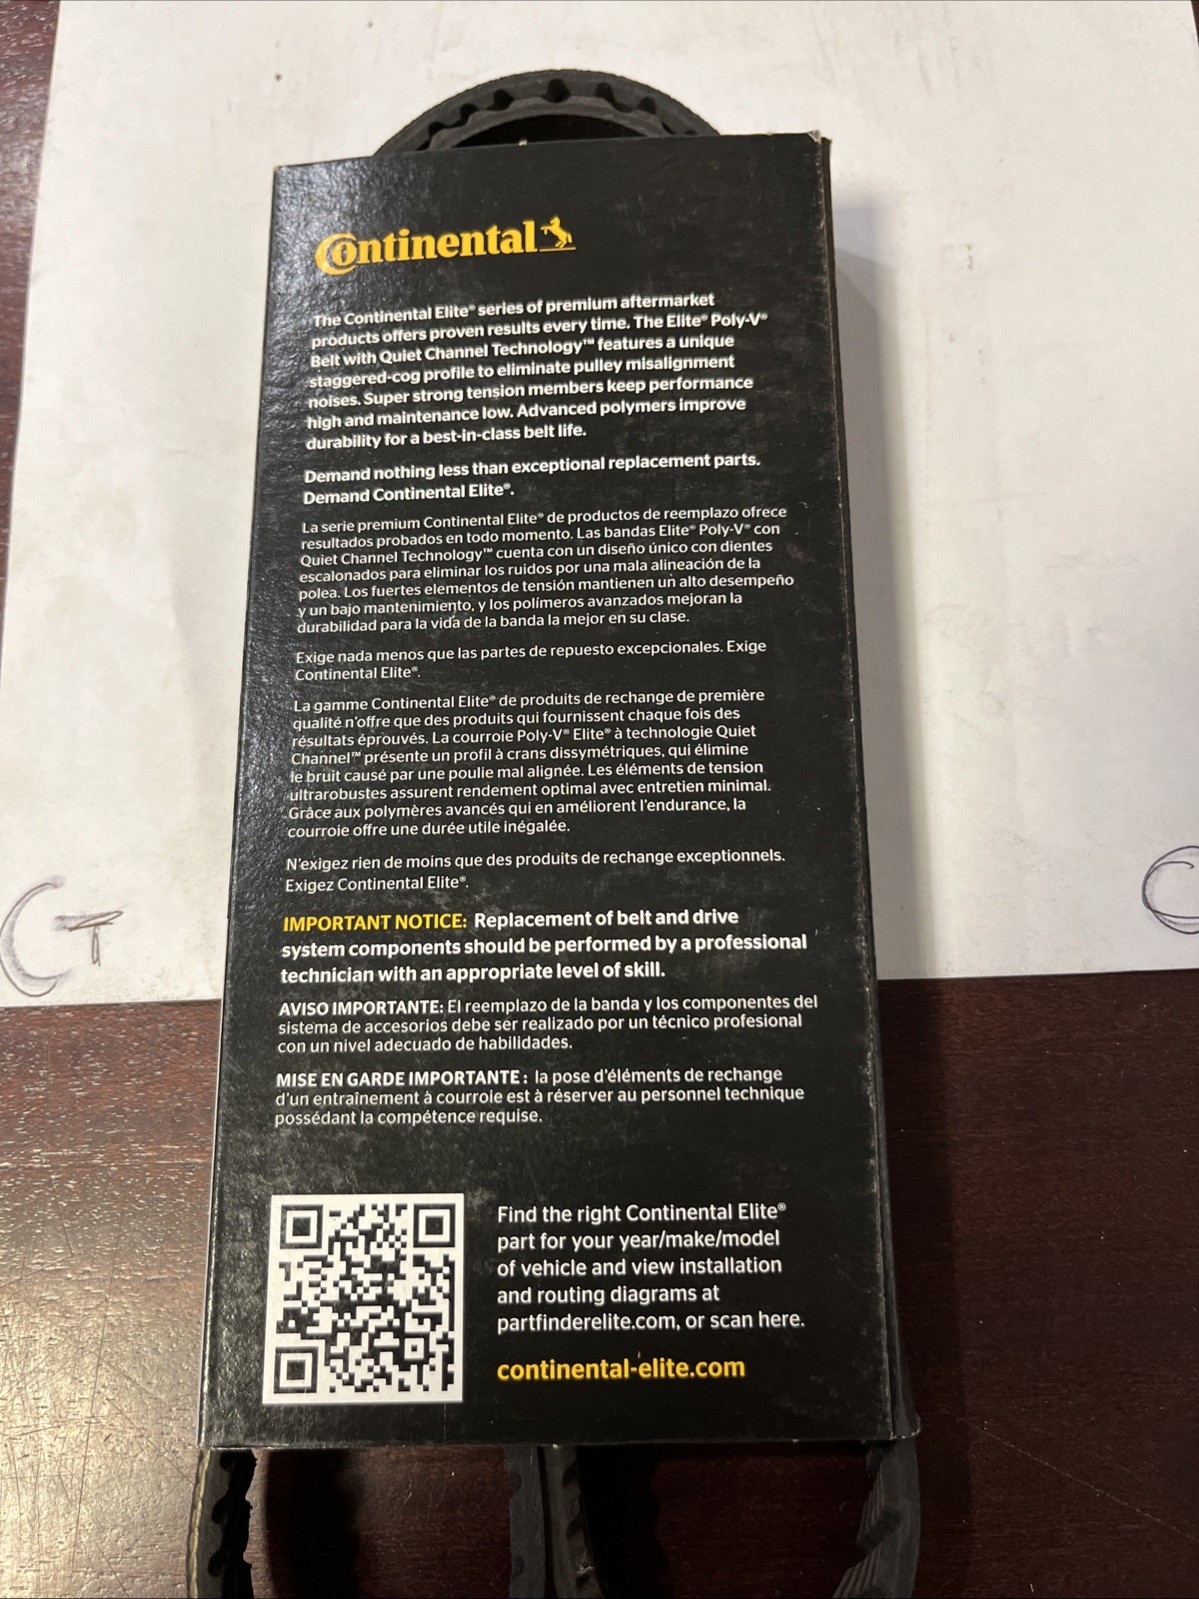 Continental
The Continental Elite® series of premium aftermarket
products offers proven results every time. The Elite® Poly-V®
Belt with Quiet Channel Technology™ features a unique
staggered-cog profile to eliminate pulley misalignment
noises. Super strong tension members keep performance
high and maintenance low. Advanced polymers improve
durability for a best-in-class belt life.
Demand nothing less than exceptional replacement parts.
Demand Continental Elite®.
La serie premium Continental Elite® de productos de reemplazo ofrece
resultados probados en todo momento. Las bandas Elite® Poly-V® con
Quiet Channel Technology™ cuenta con un diseño único con dientes
escalonados para eliminar los ruidos por una mala alineación de la
polea. Los fuertes elementos de tensión mantienen un alto desempeño
y un bajo mantenimiento, y los polímeros avanzados mejoran la
durabilidad para la vida de la banda la mejor en su clase.
Exige nada menos que las partes de repuesto excepcionales. Exige
Continental Elite®.
La gamme Continental Elite® de produits de rechange de première
qualité n'offre que des produits qui fournissent chaque fois des
résultats éprouvés. La courroie Poly-V® Elite® à technologie Quiet
Channel™ présente un profil à crans dissymétriques, qui élimine
le bruit causé par une poulie mal alignée. Les éléments de tension
ultrarobustes assurent rendement optimal avec entretien minimal.
Grâce aux polymères avancés qui en améliorent l'endurance, la
courroie offre une durée utile inégalée.
N'exigez rien de moins que des produits de rechange exceptionnels.
Exigez Continental Elite®.
IMPORTANT NOTICE: Replacement of belt and drive
system components should be performed by a professional
technician with an appropriate level of skill.
AVISO IMPORTANTE: El reemplazo de la banda y los componentes del
sistema de accesorios debe ser realizado por un técnico profesional
con un nivel adecuado de habilidades.
MISE EN GARDE IMPORTANTE : la pose d'éléments de rechange
d'un entraînement à courroie est à réserver au personnel technique
possédant la compétence requise.
Find the right Continental Elite®
part for your year/make/model
of vehicle and view installation
and routing diagrams at
partfinderelite.com, or scan here.
continental-elite.com